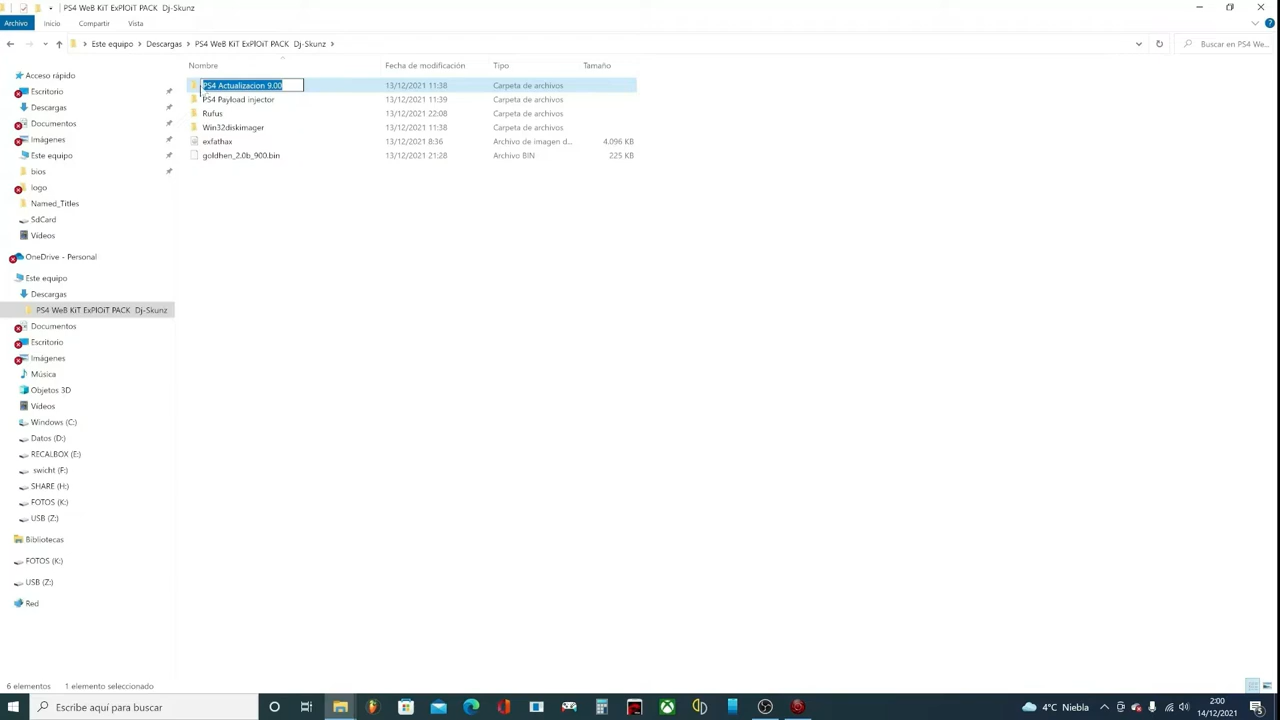 PS4 WeB KiT ExPlOiT PACK  Dj-Skunz
Archivo Inicio Compartir Vista
Este equipo Descargas PS4 WeB KiT ExPlOiT PACK  Dj-Skunz Buscar en PS4 We...
Nombre Fecha de modificación Tipo Tamaño
PS4 Actualizacion 9.00 13/12/2021 11:38 Carpeta de archivos
PS4 Payload injector 13/12/2021 11:39 Carpeta de archivos
Rufus 13/12/2021 22:08 Carpeta de archivos
Win32diskimager 13/12/2021 11:38 Carpeta de archivos
exfathax 13/12/2021 8:36 Archivo de imagen d... 4.096 KB
goldhen_2.0b_900.bin 13/12/2021 21:28 Archivo BIN 225 KB
Acceso rápido
Escritorio
Descargas
Documentos
Imágenes
Este equipo
bios
logo
Named_Titles
SdCard
Vídeos
OneDrive - Personal
Este equipo
Descargas
PS4 WeB KiT ExPlOiT PACK  Dj-Skunz
Documentos
Escritorio
Imágenes
Música
Objetos 3D
Vídeos
Windows (C:)
Datos (D:)
RECALBOX (E:)
swicht (F:)
SHARE (H:)
FOTOS (K:)
USB (Z:)
Bibliotecas
FOTOS (K:)
USB (Z:)
Red
6 elementos 1 elemento seleccionado
Escribe aquí para buscar
4°C Niebla
2:00
14/12/2021